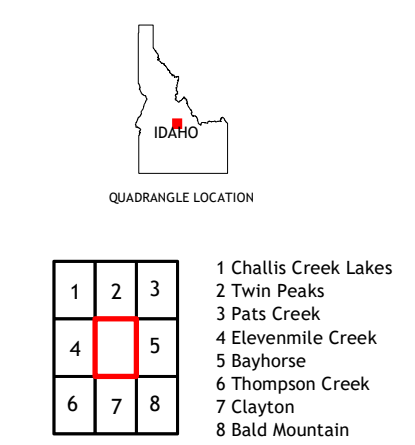 IDAHO
QUADRANGLE LOCATION
1 2 3
4 5
6 7 8
1 Challis Creek Lakes
2 Twin Peaks
3 Pats Creek
4 Elevenmile Creek
5 Bayhorse
6 Thompson Creek
7 Clayton
8 Bald Mountain